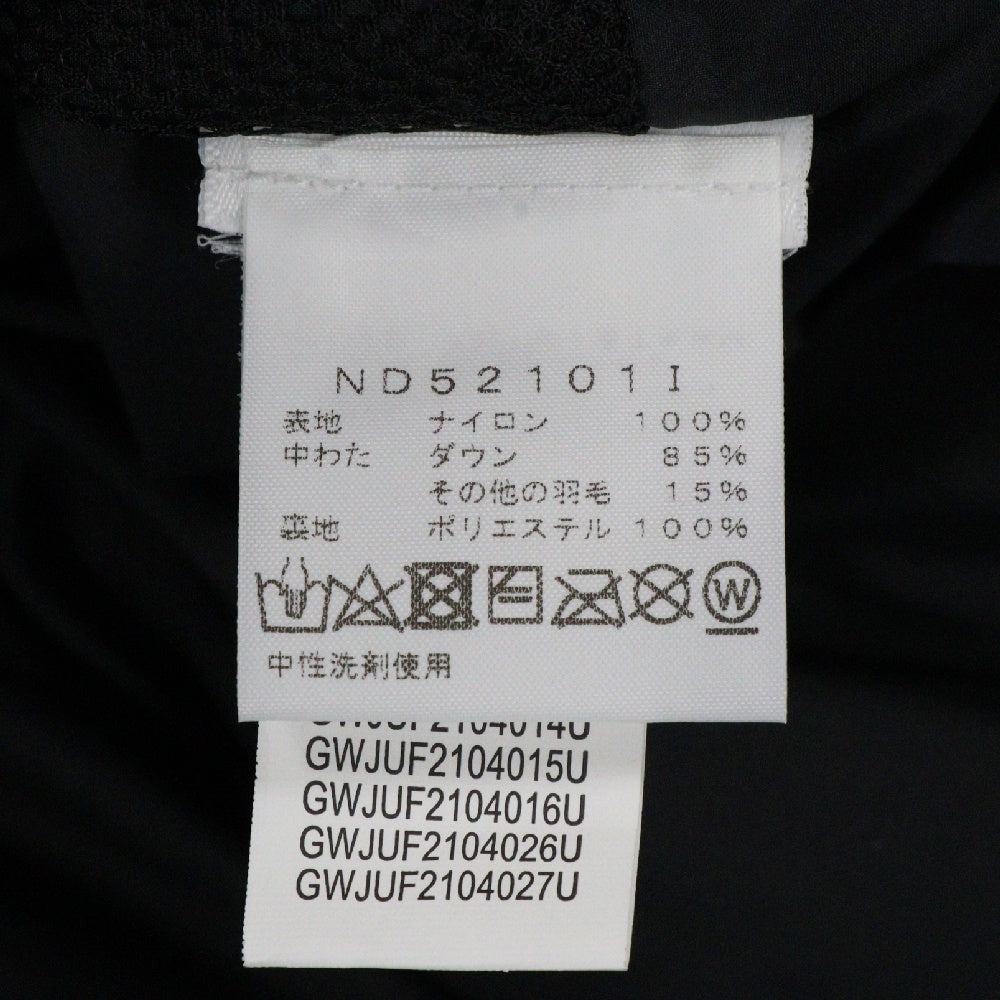 ND52101I
表地 ナイロン 100%
中わた ダウン 85%
その他の羽毛 15%
裏地 ポリエステル 100%
W
中性洗剤使用
GWJUF2104014U
GWJUF2104015U
GWJUF2104016U
GWJUF2104026U
GWJUF2104027U